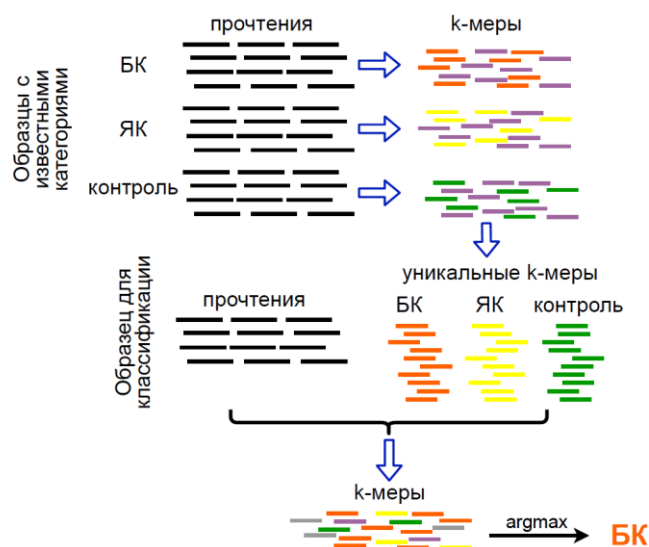 прочтения
k-меры
Образцы с
известными
категориями
БК
ЯК
контроль
уникальные k-меры
БК
ЯК
контроль
Образец для
классификации
прочтения
k-меры
argmax
БК